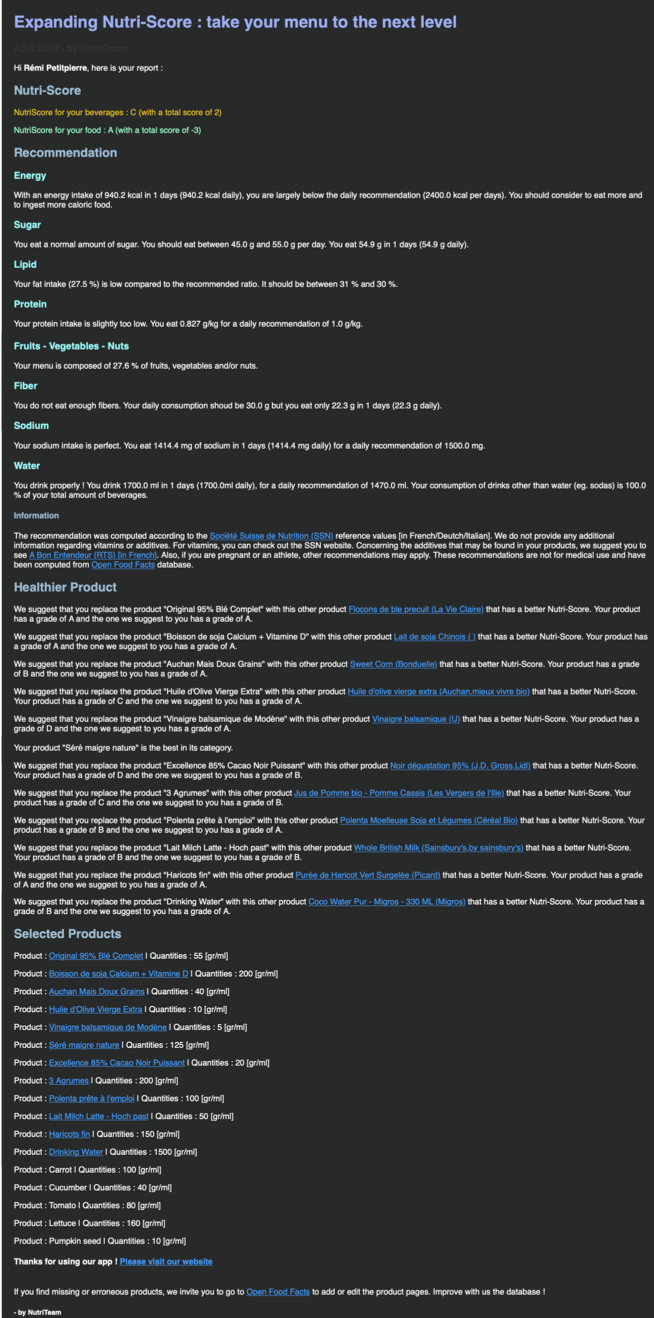 Expanding Nutri-Score : take your menu to the next level
ADA 2018 - by NutriTeam
Hi Rémi Petitpierre, here is your report :
Nutri-Score
NutriScore for your beverages : C (with a total score of 2)
NutriScore for your food : A (with a total score of -3)
Recommendation
Energy
With an energy intake of 940.2 kcal in 1 days (940.2 kcal daily), you are largely below the daily recommendation (2400.0 kcal per days). You should consider to eat more and
to ingest more caloric food.
Sugar
You eat a normal amount of sugar. You should eat between 45.0 g and 55.0 g per day. You eat 54.9 g in 1 days (54.9 g daily).
Lipid
Your fat intake (27.5 %) is low compared to the recommended ratio. It should be between 31 % and 30 %.
Protein
Your protein intake is slightly too low. You eat 0.827 g/kg for a daily recommendation of 1.0 g/kg.
Fruits - Vegetables - Nuts
Your menu is composed of 27.6 % of fruits, vegetables and/or nuts.
Fiber
You do not eat enough fibers. Your daily consumption shoud be 30.0 g but you eat only 22.3 g in 1 days (22.3 g daily).
Sodium
Your sodium intake is perfect. You eat 1414.4 mg of sodium in 1 days (1414.4 mg daily) for a daily recommendation of 1500.0 mg.
Water
You drink properly ! You drink 1700.0 ml in 1 days (1700.0ml daily), for a daily recommendation of 1470.0 ml. Your consumption of drinks other than water (eg. sodas) is 100.0
% of your total amount of beverages.
Information
The recommendation was computed according to the Société Suisse de Nutrition (SSN) reference values [in French/Deutch/Italian]. We do not provide any additional
information regarding vitamins or additives. For vitamins, you can check out the SSN website. Concerning the additives that may be found in your products, we suggest you to
see A Bon Entendeur (RTS) [in French]. Also, if you are pregnant or an athlete, other recommendations may apply. These recommendations are not for medical use and have
been computed from Open Food Facts database.
Healthier Product
We suggest that you replace the product "Original 95% Blé Complet" with this other product Flocons de ble precuit (La Vie Claire) that has a better Nutri-Score. Your product
has a grade of A and the one we suggest to you has a grade of A.
We suggest that you replace the product "Boisson de soja Calcium + Vitamine D" with this other product Lait de soja Chinois ( ) that has a better Nutri-Score. Your product has
a grade of A and the one we suggest to you has a grade of A.
We suggest that you replace the product "Auchan Mais Doux Grains" with this other product Sweet Corn (Bonduelle) that has a better Nutri-Score. Your product has a grade
of B and the one we suggest to you has a grade of A.
We suggest that you replace the product "Huile d'Olive Vierge Extra" with this other product Huile d'olive vierge extra (Auchan,mieux vivre bio) that has a better Nutri-Score.
Your product has a grade of C and the one we suggest to you has a grade of A.
We suggest that you replace the product "Vinaigre balsamique de Modène" with this other product Vinaigre balsamique (U) that has a better Nutri-Score. Your product has a
grade of D and the one we suggest to you has a grade of A.
Your product "Séré maigre nature" is the best in its category.
We suggest that you replace the product "Excellence 85% Cacao Noir Puissant" with this other product Noir dégustation 95% (J.D. Gross,Lidl) that has a better Nutri-Score.
Your product has a grade of D and the one we suggest to you has a grade of B.
We suggest that you replace the product "3 Agrumes" with this other product Jus de Pomme bio - Pomme Cassis (Les Vergers de l'Ille) that has a better Nutri-Score. Your
product has a grade of C and the one we suggest to you has a grade of B.
We suggest that you replace the product "Polenta prête à l'emploi" with this other product Polenta Moelleuse Soja et Légumes (Céréal Bio) that has a better Nutri-Score. Your
product has a grade of B and the one we suggest to you has a grade of A.
We suggest that you replace the product "Lait Milch Latte - Hoch past" with this other product Whole British Milk (Sainsbury's,by sainsbury's) that has a better Nutri-Score.
Your product has a grade of B and the one we suggest to you has a grade of B.
We suggest that you replace the product "Haricots fin" with this other product Purée de Haricot Vert Surgelée (Picard) that has a better Nutri-Score. Your product has a grade
of A and the one we suggest to you has a grade of A.
We suggest that you replace the product "Drinking Water" with this other product Coco Water Pur - Migros - 330 ML (Migros) that has a better Nutri-Score. Your product has a
grade of B and the one we suggest to you has a grade of A.
Selected Products
Product : Original 95% Blé Complet | Quantities : 55 [gr/ml]
Product : Boisson de soja Calcium + Vitamine D | Quantities : 200 [gr/ml]
Product : Auchan Mais Doux Grains | Quantities : 40 [gr/ml]
Product : Huile d'Olive Vierge Extra | Quantities : 10 [gr/ml]
Product : Vinaigre balsamique de Modène | Quantities : 5 [gr/ml]
Product : Séré maigre nature | Quantities : 125 [gr/ml]
Product : Excellence 85% Cacao Noir Puissant | Quantities : 20 [gr/ml]
Product : 3 Agrumes | Quantities : 200 [gr/ml]
Product : Polenta prête à l'emploi | Quantities : 100 [gr/ml]
Product : Lait Milch Latte - Hoch past | Quantities : 50 [gr/ml]
Product : Haricots fin | Quantities : 150 [gr/ml]
Product : Drinking Water | Quantities : 1500 [gr/ml]
Product : Carrot | Quantities : 100 [gr/ml]
Product : Cucumber | Quantities : 40 [gr/ml]
Product : Tomato | Quantities : 80 [gr/ml]
Product : Lettuce | Quantities : 160 [gr/ml]
Product : Pumpkin seed | Quantities : 10 [gr/ml]
Thanks for using our app ! Please visit our website
If you find missing or erroneous products, we invite you to go to Open Food Facts to add or edit the product pages. Improve with us the database !
- by NutriTeam